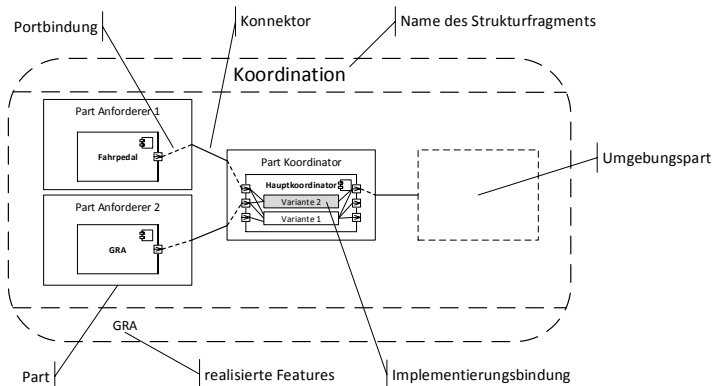 Portbindung
Konnektor
Name des Strukturfragments
Koordination
Part Anforderer 1
Fahrpedal
Part Koordinator
Hauptkoordinator
Variante 2
Variante 1
Umgebungspart
Part Anforderer 2
GRA
GRA
Part
realisierte Features
Implementierungsbindung